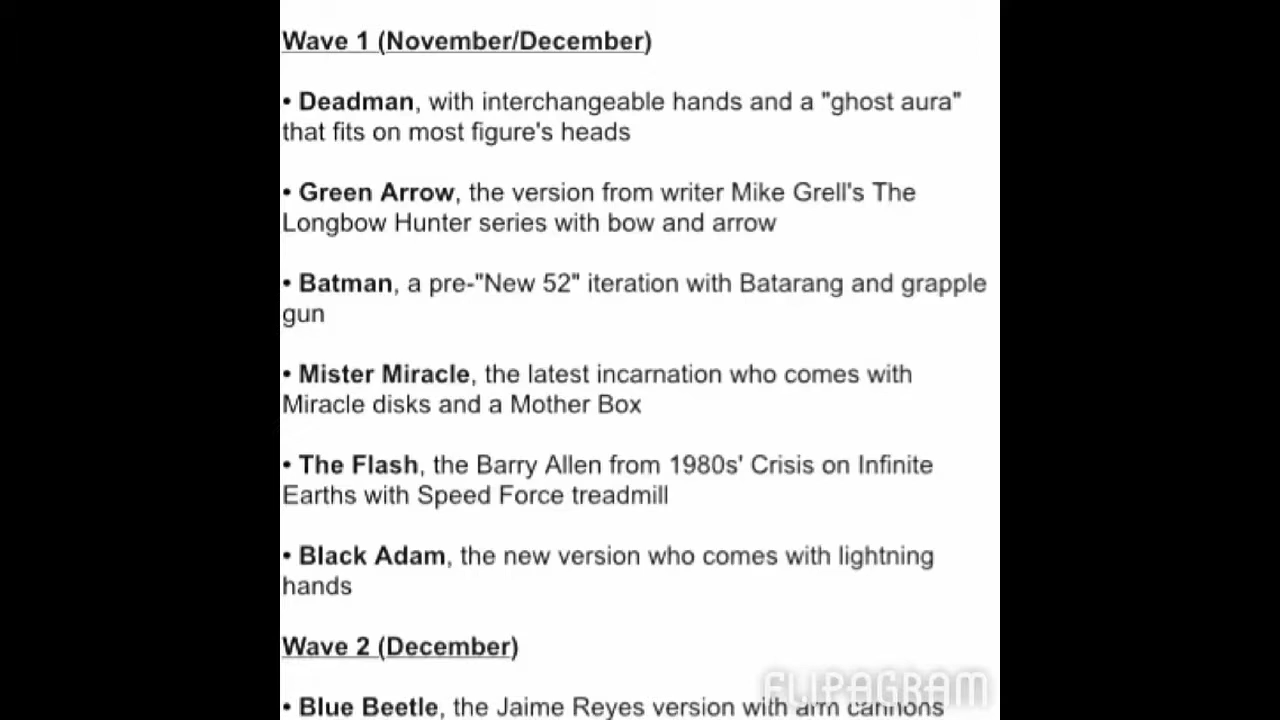 Wave 1 (November/December)
• Deadman, with interchangeable hands and a "ghost aura"
that fits on most figure's heads
• Green Arrow, the version from writer Mike Grell's The
Longbow Hunter series with bow and arrow
• Batman, a pre-"New 52" iteration with Batarang and grapple
gun
• Mister Miracle, the latest incarnation who comes with
Miracle disks and a Mother Box
• The Flash, the Barry Allen from 1980s' Crisis on Infinite
Earths with Speed Force treadmill
• Black Adam, the new version who comes with lightning
hands
Wave 2 (December)
• Blue Beetle, the Jaime Reyes version with arm cannons
FLIPAGRAM